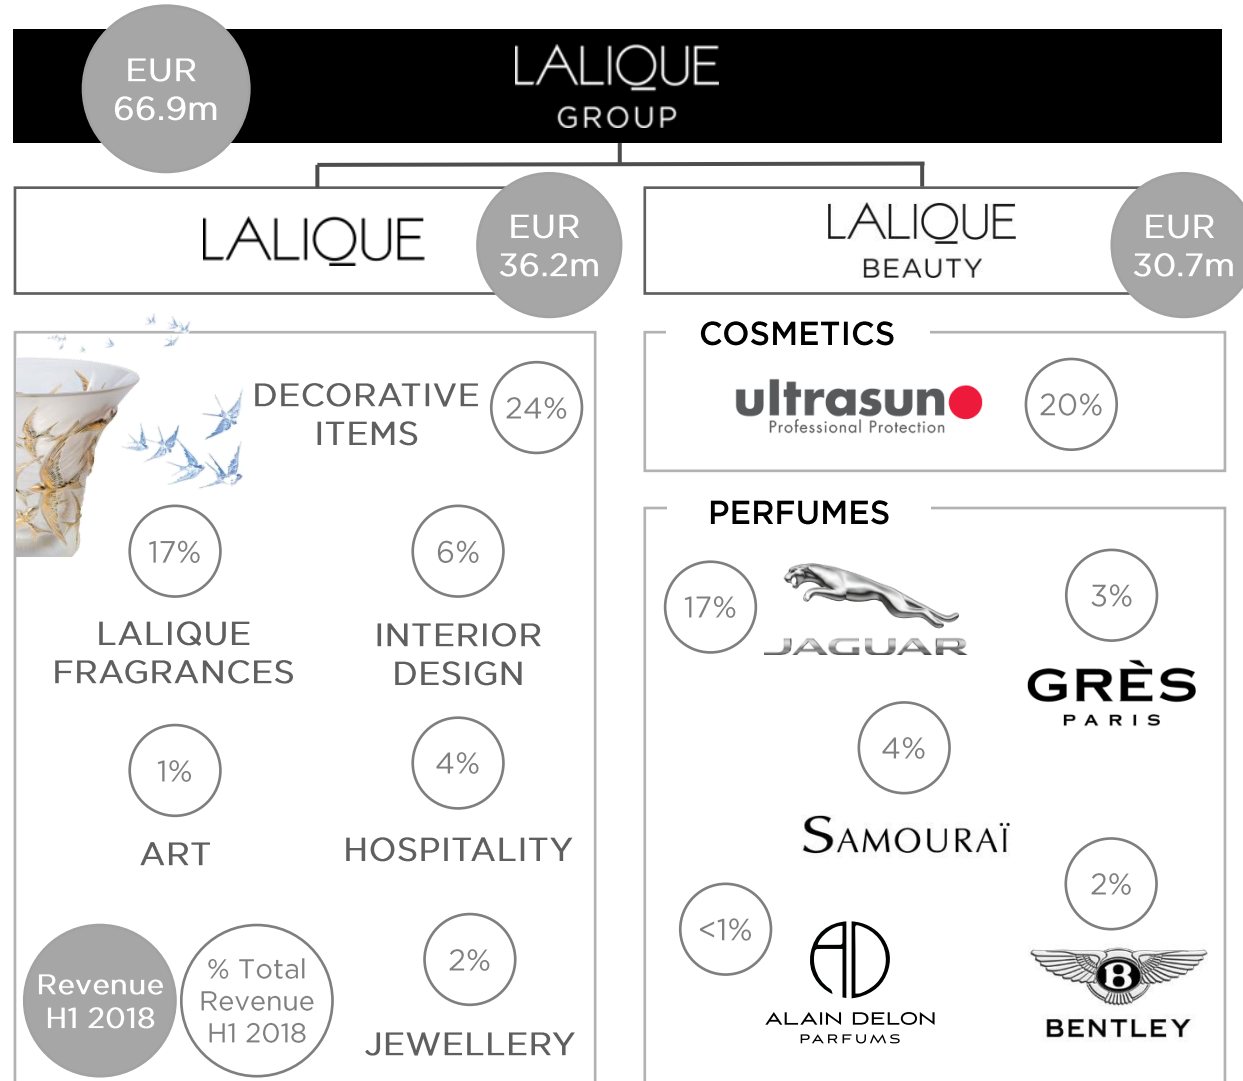 EUR
66.9m
LALIQUE
GROUP
LALIQUE
EUR
36.2m
LALIQUE
BEAUTY
EUR
30.7m
DECORATIVE
ITEMS
24%
17%
LALIQUE
FRAGRANCES
6%
INTERIOR
DESIGN
1%
ART
4%
HOSPITALITY
2%
JEWELLERY
Revenue
H1 2018
% Total
Revenue
H1 2018
COSMETICS
ultrasun
Professional Protection
20%
PERFUMES
17%
JAGUAR
3%
GRÈS
PARIS
4%
SAMOURAÏ
<1%
AD
ALAIN DELON
PARFUMS
2%
B
BENTLEY